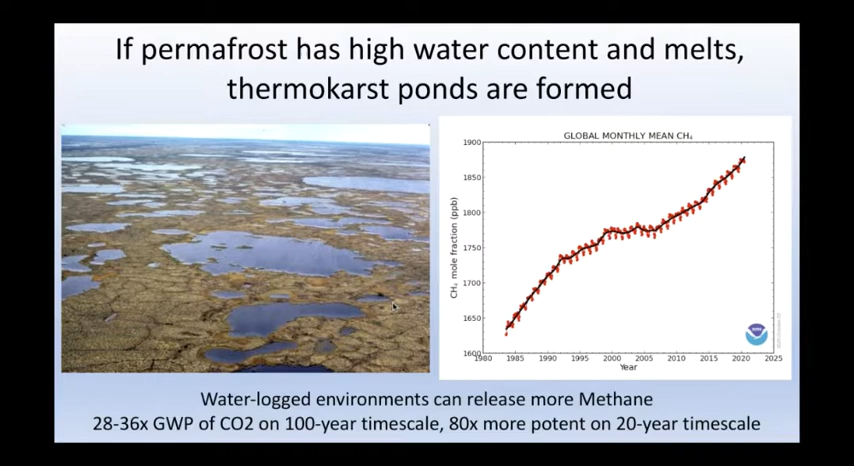 If permafrost has high water content and melts,
thermokarst ponds are formed
GLOBAL MONTHLY MEAN CH₄
CH₄ mole fraction (ppb)
1900
1850
1800
1750
1700
1650
1600
1980 1985 1990 1995 2000 2005 2010 2015 2020 2025
Year
Water-logged environments can release more Methane
28-36x GWP of CO2 on 100-year timescale, 80x more potent on 20-year timescale